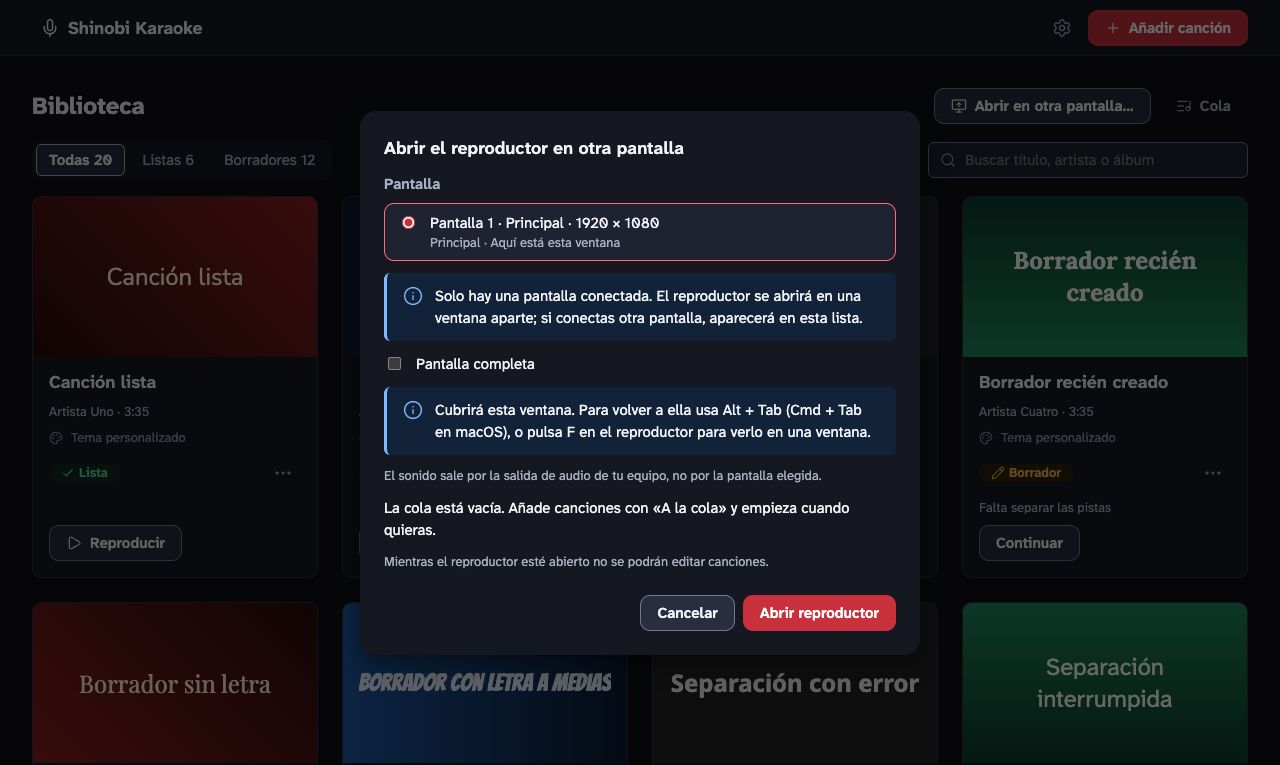 Shinobi Karaoke
Añadir canción
Biblioteca
Abrir en otra pantalla...
Cola
Todas 20
Listas 6
Borradores 12
Buscar título, artista o álbum
Abrir el reproductor en otra pantalla
Pantalla
Pantalla 1 · Principal · 1920 × 1080
Principal · Aquí está esta ventana
Solo hay una pantalla conectada. El reproductor se abrirá en una
ventana aparte; si conectas otra pantalla, aparecerá en esta lista.
Pantalla completa
Cubrirá esta ventana. Para volver a ella usa Alt + Tab (Cmd + Tab
en macOS), o pulsa F en el reproductor para verlo en una ventana.
El sonido sale por la salida de audio de tu equipo, no por la pantalla elegida.
La cola está vacía. Añade canciones con «A la cola» y empieza cuando
quieras.
Mientras el reproductor esté abierto no se podrán editar canciones.
Cancelar
Abrir reproductor
Canción lista
Canción lista
Artista Uno · 3:35
Tema personalizado
Lista
Reproducir
Borrador recién
creado
Borrador recién creado
Artista Cuatro · 3:35
Tema personalizado
Borrador
Falta separar las pistas
Continuar
Borrador sin letra
BORRADOR CON LETRA A MEDIAS
Separación con error
Separación
interrumpida